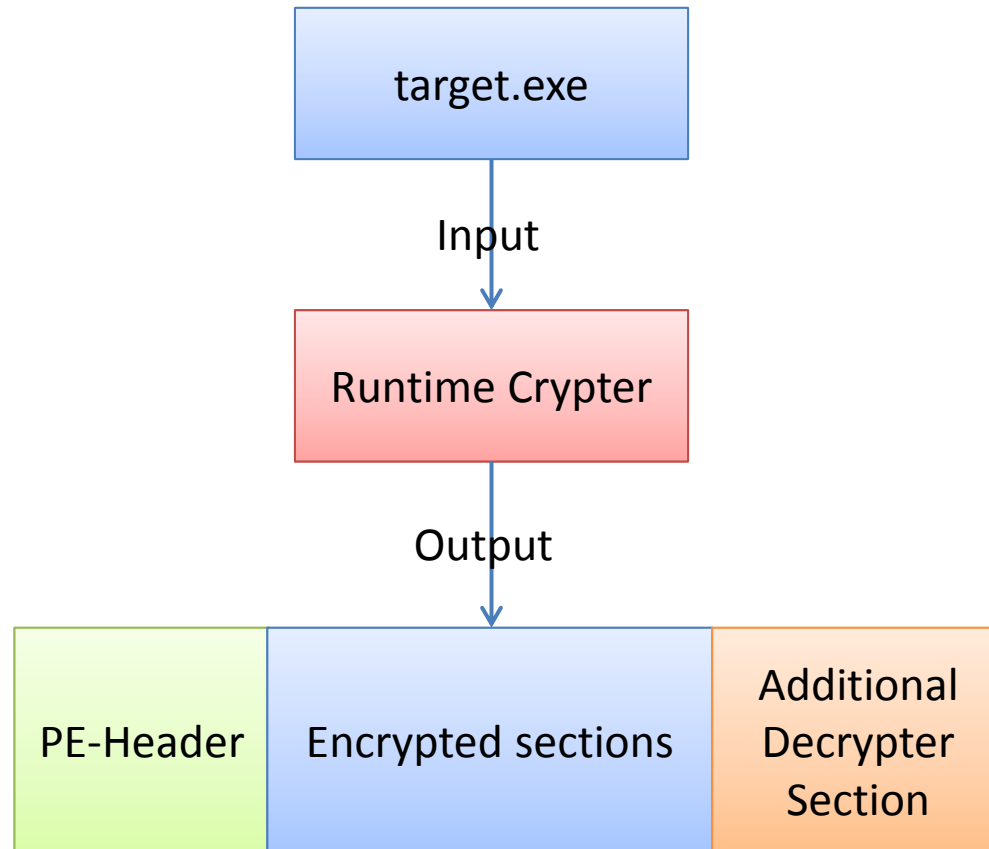 target.exe
Input
Runtime Crypter
Output
PE-Header
Encrypted sections
Additional
Decrypter
Section